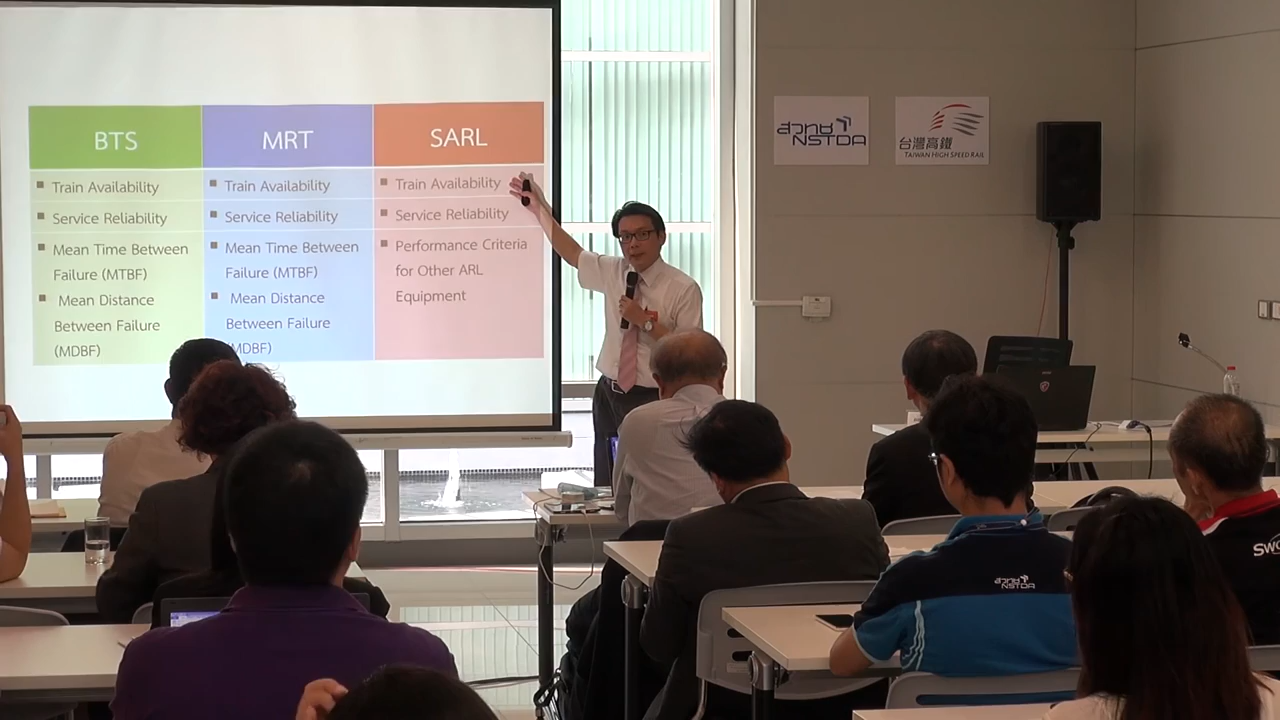 BTS
MRT
SARL
▪ Train Availability
▪ Service Reliability
▪ Mean Time Between
Failure (MTBF)
▪ Mean Distance
Between Failure
(MDBF)
▪ Train Availability
▪ Service Reliability
▪ Mean Time Between
Failure (MTBF)
▪ Mean Distance
Between Failure
(MDBF)
▪ Train Availability
▪ Service Reliability
▪ Performance Criteria
for Other ARL
Equipment
สวทช
NSTDA
台灣高鐵
TAIWAN HIGH SPEED RAIL
สวทช
NSTDA